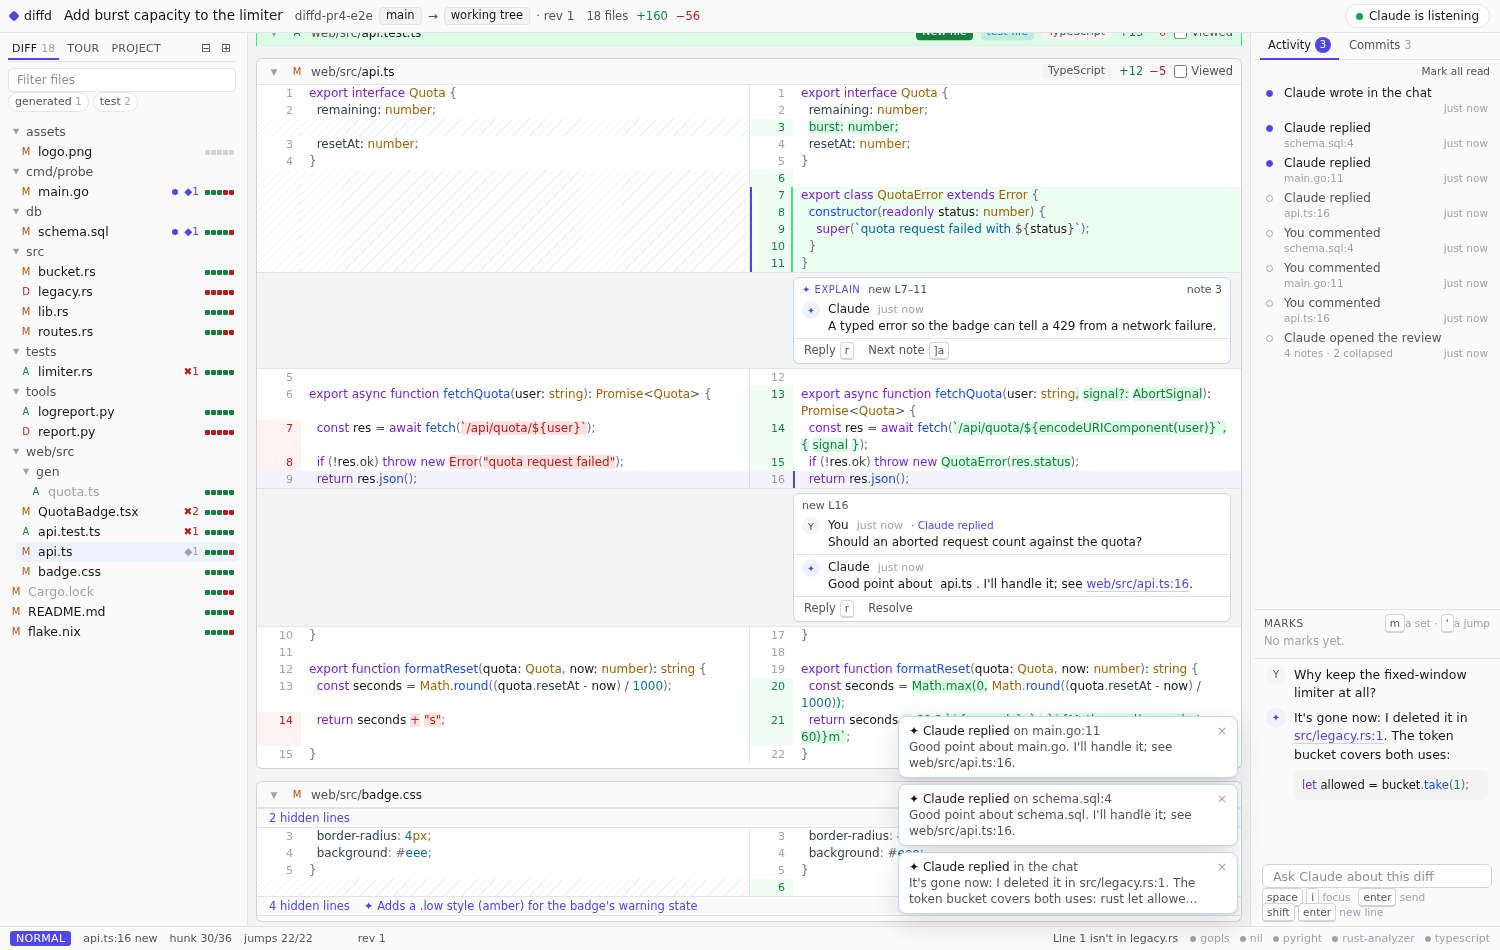 diffd Add burst capacity to the limiter diffd-pr4-e2e main → working tree · rev 1 18 files +160 −56 Claude is listening
DIFF 18 TOUR PROJECT
Filter files
generated 1 test 2
assets
M logo.png
cmd/probe
M main.go ◆1
db
M schema.sql ◆1
src
M bucket.rs
D legacy.rs
M lib.rs
M routes.rs
tests
A limiter.rs ✖1
tools
A logreport.py
D report.py
web/src
gen
A quota.ts
M QuotaBadge.tsx ✖2
A api.test.ts ✖1
M api.ts ◆1
M badge.css
M Cargo.lock
M README.md
M flake.nix
web/src/api.test.ts
M web/src/api.ts TypeScript +12 −5 Viewed
1 export interface Quota {
2 remaining: number;
3 resetAt: number;
4 }
1 export interface Quota {
2 remaining: number;
3 burst: number;
4 resetAt: number;
5 }
6
7 export class QuotaError extends Error {
8 constructor(readonly status: number) {
9 super(`quota request failed with ${status}`);
10 }
11 }
✦ EXPLAIN new L7–11 note 3
✦ Claude just now
A typed error so the badge can tell a 429 from a network failure.
Reply r Next note ]a
5
6 export async function fetchQuota(user: string): Promise<Quota> {
7 const res = await fetch(`/api/quota/${user}`);
8 if (!res.ok) throw new Error("quota request failed");
9 return res.json();
12
13 export async function fetchQuota(user: string, signal?: AbortSignal):
Promise<Quota> {
14 const res = await fetch(`/api/quota/${encodeURIComponent(user)}`,
{ signal });
15 if (!res.ok) throw new QuotaError(res.status);
16 return res.json();
new L16
Y You just now · Claude replied
Should an aborted request count against the quota?
✦ Claude just now
Good point about api.ts . I'll handle it; see web/src/api.ts:16.
Reply r Resolve
10 }
11
12 export function formatReset(quota: Quota, now: number): string {
13 const seconds = Math.round((quota.resetAt - now) / 1000);
14 return seconds + "s";
15 }
17 }
18
19 export function formatReset(quota: Quota, now: number): string {
20 const seconds = Math.max(0, Math.round((quota.resetAt - now) /
1000));
21 return seconds
60)}m`;
22 }
M web/src/badge.css
2 hidden lines
3 border-radius: 4px;
4 background: #eee;
5 }
3 border-radius:
4 background: #eee;
5 }
6
4 hidden lines ✦ Adds a .low style (amber) for the badge's warning state
✦ Claude replied on main.go:11 ×
Good point about main.go. I'll handle it; see
web/src/api.ts:16.
✦ Claude replied on schema.sql:4 ×
Good point about schema.sql. I'll handle it; see
web/src/api.ts:16.
✦ Claude replied in the chat ×
It's gone now: I deleted it in src/legacy.rs:1. The
token bucket covers both uses: rust let allowe…
Activity 3 Commits 3
Mark all read
Claude wrote in the chat
just now
Claude replied
schema.sql:4 just now
Claude replied
main.go:11 just now
Claude replied
api.ts:16 just now
You commented
schema.sql:4 just now
You commented
main.go:11 just now
You commented
api.ts:16 just now
Claude opened the review
4 notes · 2 collapsed just now
MARKS m a set · ' a jump
No marks yet.
Y Why keep the fixed-window
limiter at all?
✦ It's gone now: I deleted it in
src/legacy.rs:1. The token
bucket covers both uses:
let allowed = bucket.take(1);
Ask Claude about this diff
space i focus enter send
shift enter new line
NORMAL api.ts:16 new hunk 30/36 jumps 22/22 rev 1 Line 1 isn't in legacy.rs gopls nil pyright rust-analyzer typescript